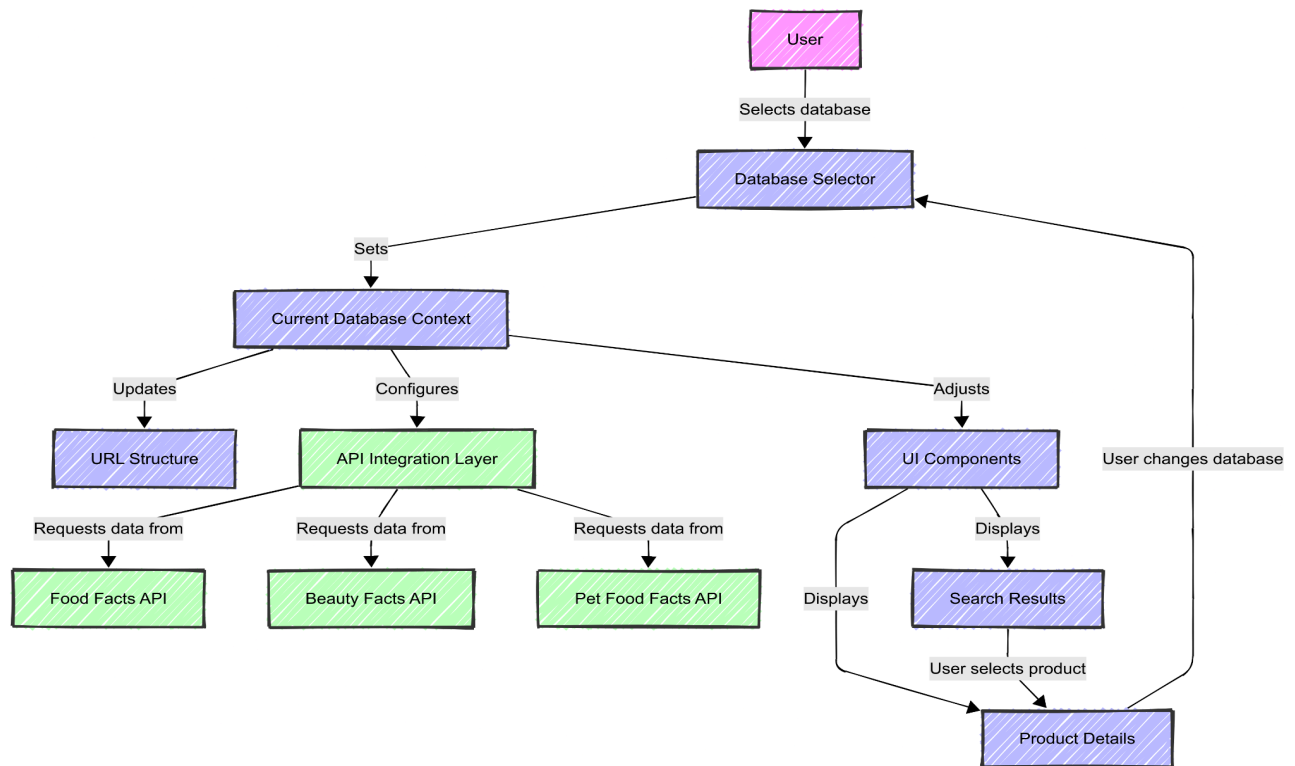 User
Selects database
Database Selector
Sets
Current Database Context
Updates
Configures
Adjusts
URL Structure
API Integration Layer
UI Components
User changes database
Requests data from
Requests data from
Requests data from
Displays
Food Facts API
Beauty Facts API
Pet Food Facts API
Displays
Search Results
User selects product
Product Details